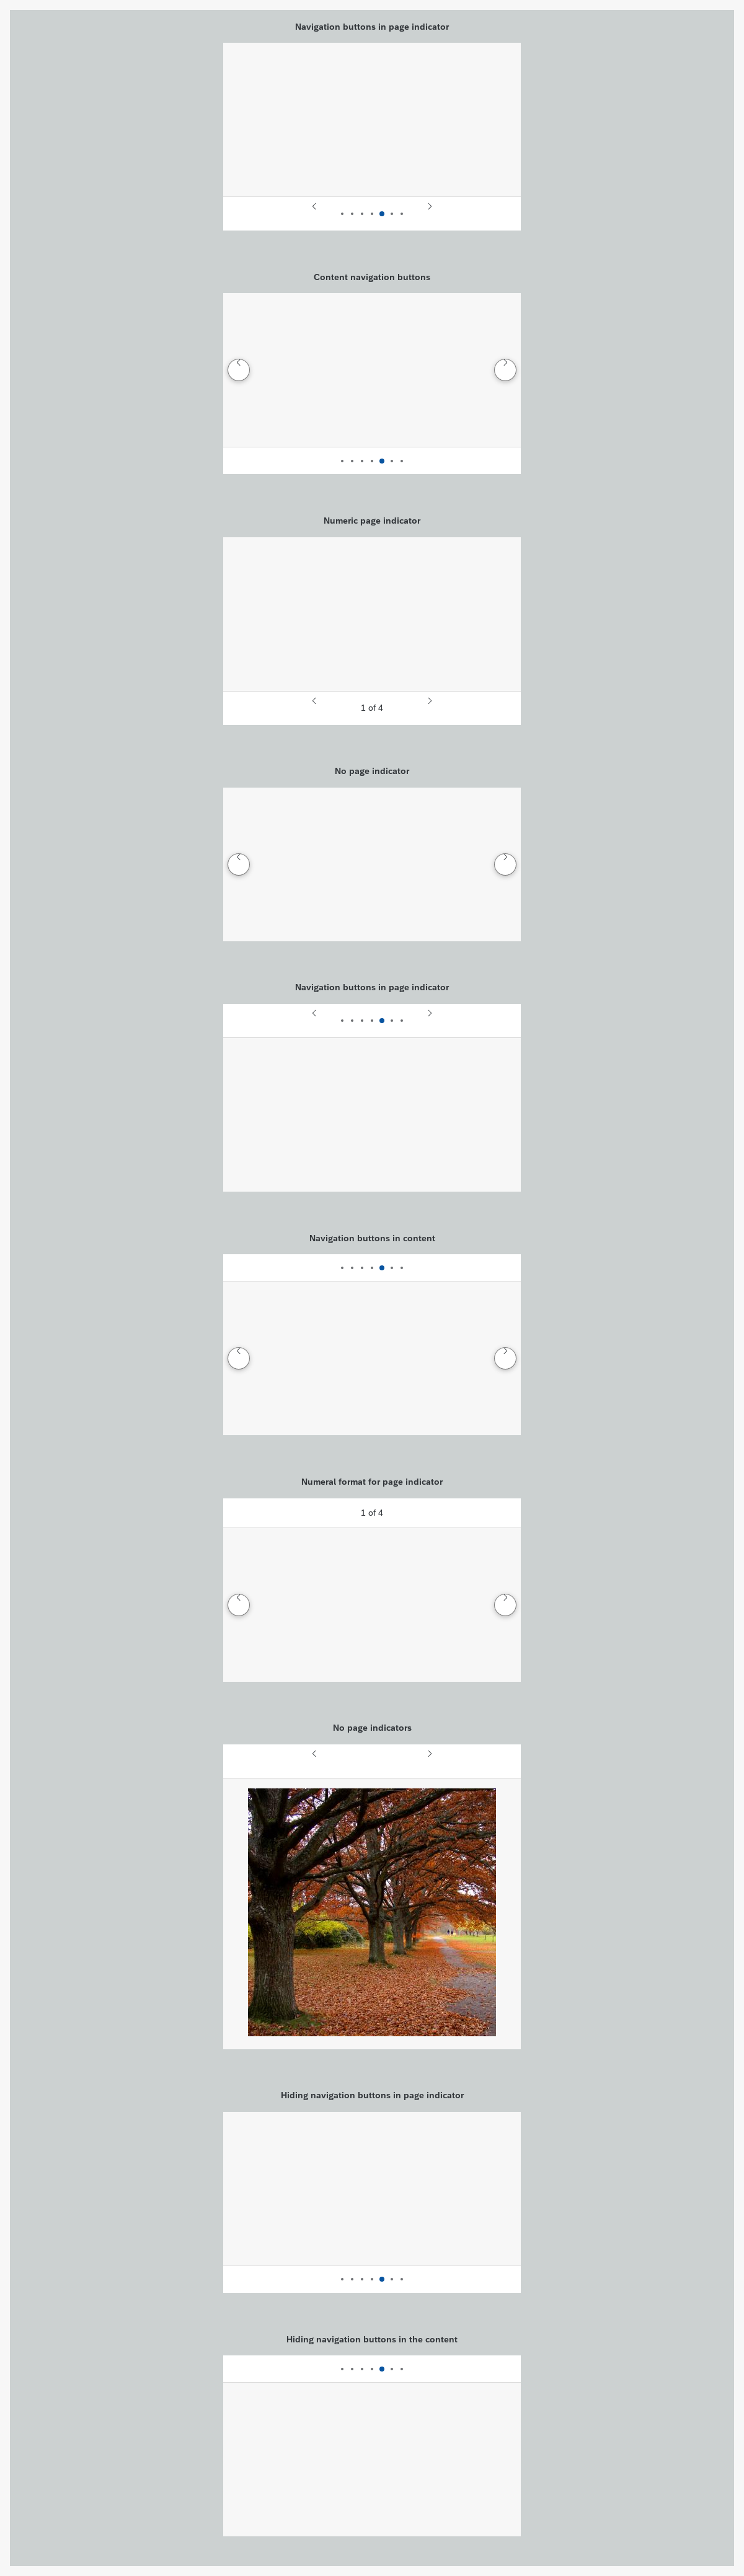 Navigation buttons in page indicator
Content navigation buttons
Numeric page indicator
1 of 4
No page indicator
Navigation buttons in page indicator
Navigation buttons in content
Numeral format for page indicator
1 of 4
No page indicators
Hiding navigation buttons in page indicator
Hiding navigation buttons in the content